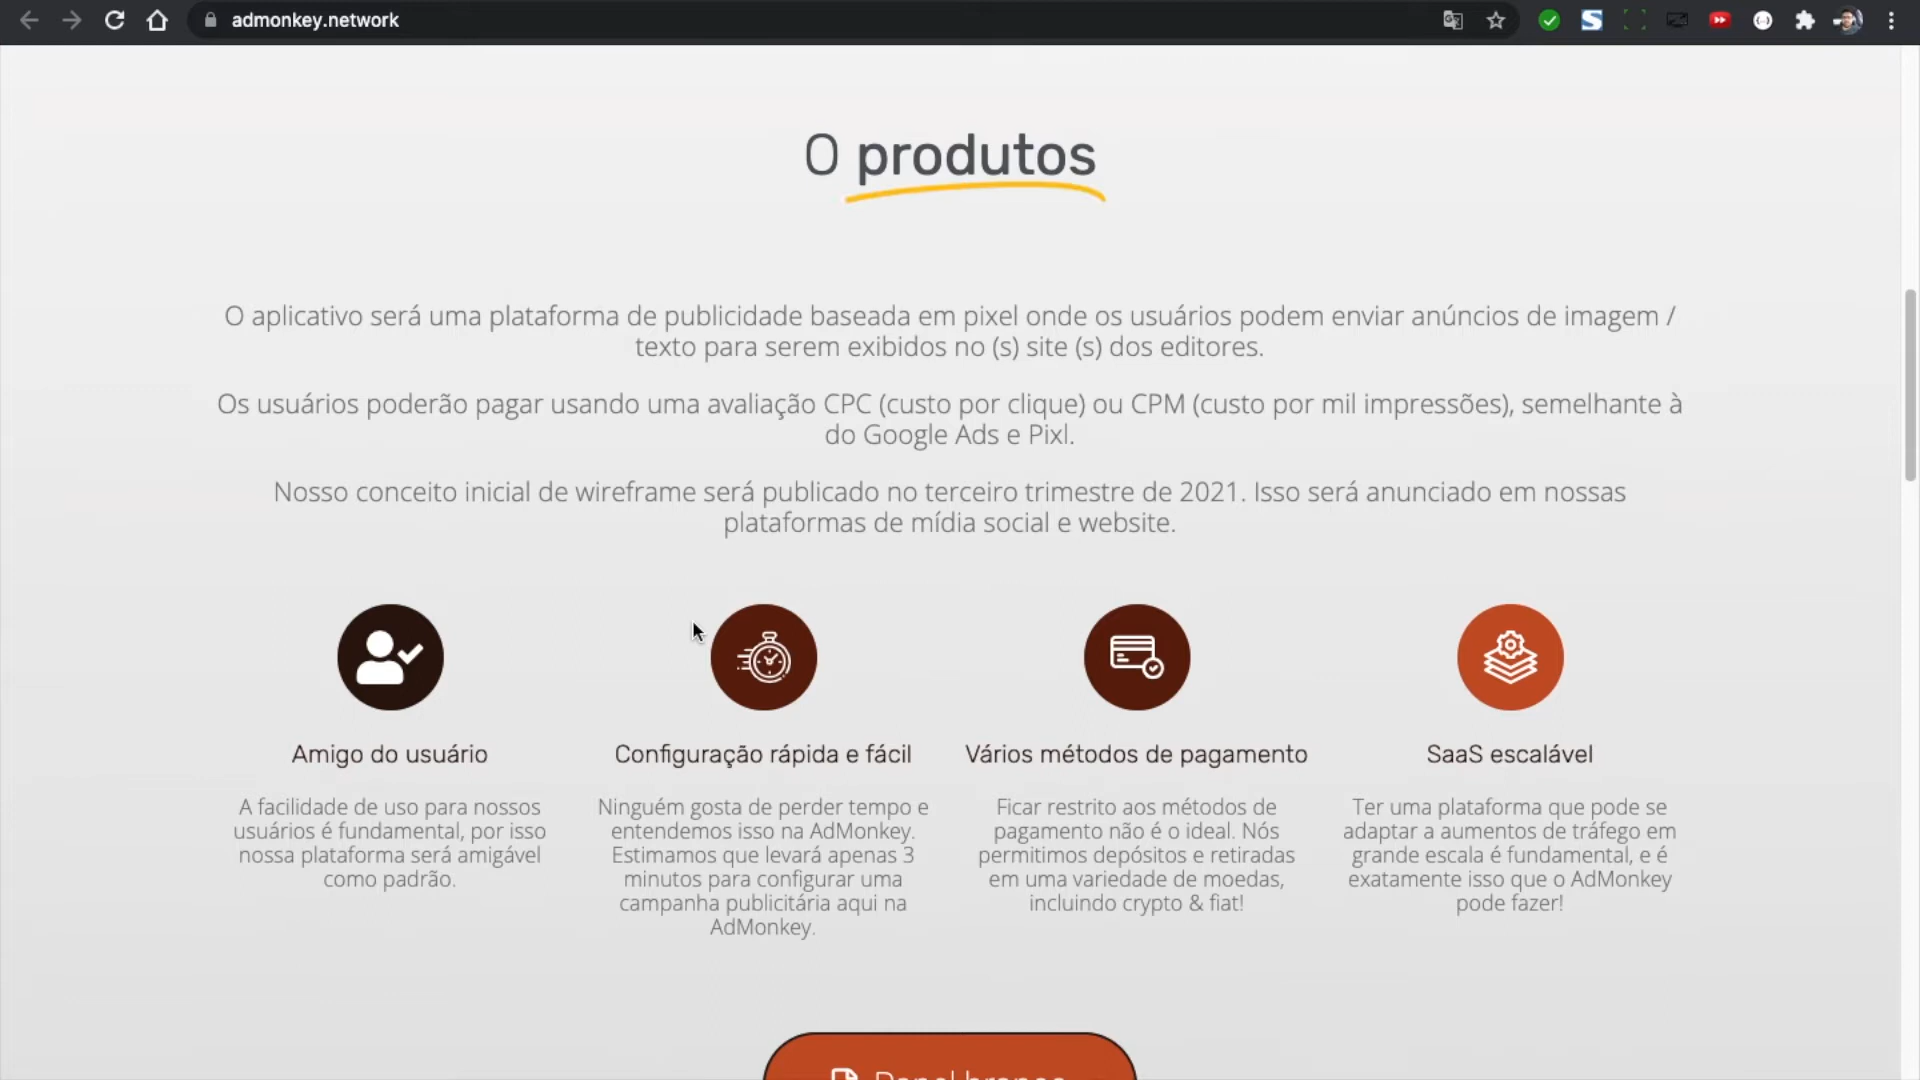 admonkey.network
O produtos
O aplicativo será uma plataforma de publicidade baseada em pixel onde os usuários podem enviar anúncios de imagem /
texto para serem exibidos no (s) site (s) dos editores.
Os usuários poderão pagar usando uma avaliação CPC (custo por clique) ou CPM (custo por mil impressões), semelhante à
do Google Ads e Pixl.
Nosso conceito inicial de wireframe será publicado no terceiro trimestre de 2021. Isso será anunciado em nossas
plataformas de mídia social e website.
Amigo do usuário
A facilidade de uso para nossos
usuários é fundamental, por isso
nossa plataforma será amigável
como padrão.
Configuração rápida e fácil
Ninguém gosta de perder tempo e
entendemos isso na AdMonkey.
Estimamos que levará apenas 3
minutos para configurar uma
campanha publicitária aqui na
AdMonkey.
Vários métodos de pagamento
Ficar restrito aos métodos de
pagamento não é o ideal. Nós
permitimos depósitos e retiradas
em uma variedade de moedas,
incluindo crypto & fiat!
SaaS escalável
Ter uma plataforma que pode se
adaptar a aumentos de tráfego em
grande escala é fundamental, e é
exatamente isso que o AdMonkey
pode fazer!